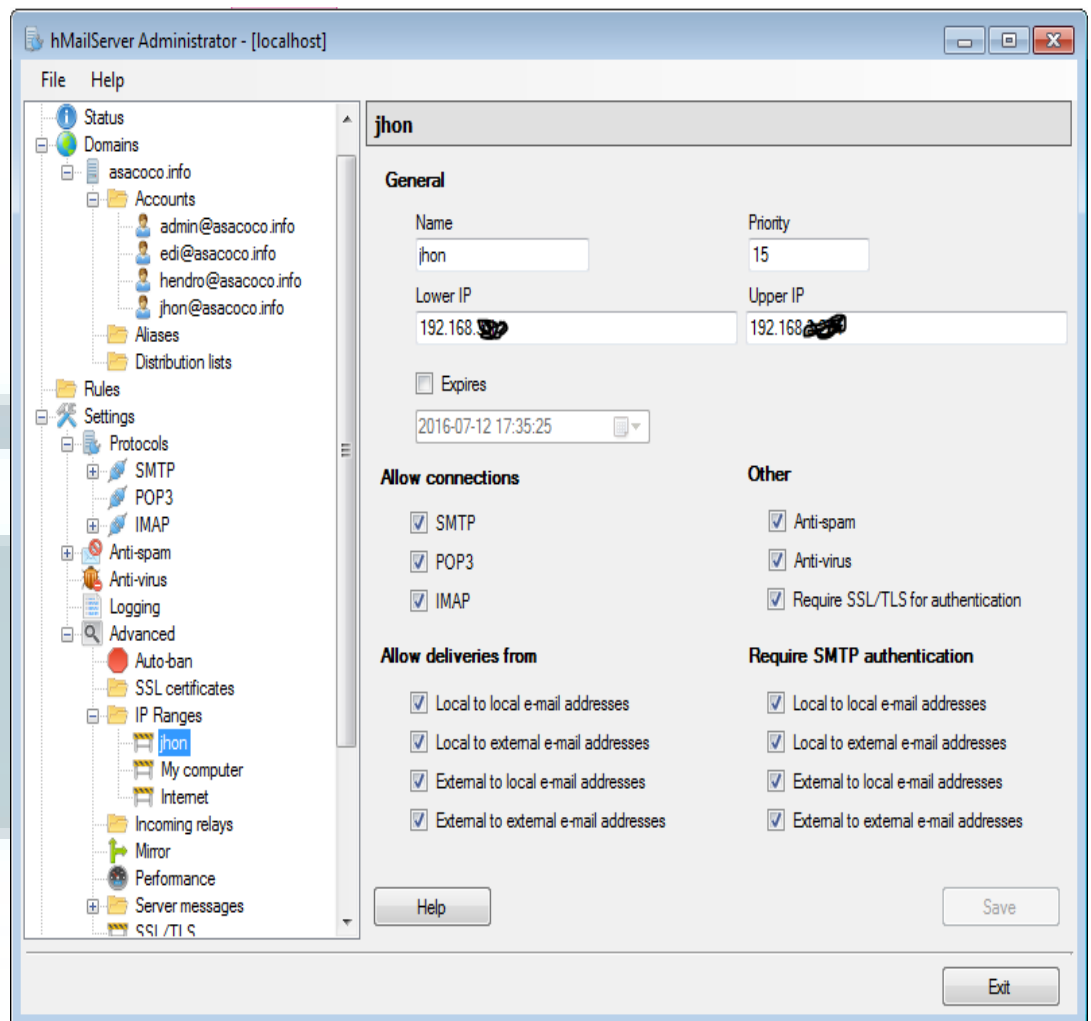 hMailServer Administrator - [localhost]
File Help
Status
Domains
asacoco.info
Accounts
admin@asacoco.info
edi@asacoco.info
hendro@asacoco.info
jhon@asacoco.info
Aliases
Distribution lists
Rules
Settings
Protocols
SMTP
POP3
IMAP
Anti-spam
Anti-virus
Logging
Advanced
Auto-ban
SSL certificates
IP Ranges
jhon
My computer
Internet
Incoming relays
Mirror
Performance
Server messages
SSL/TLS
jhon
General
Name Priority
jhon 15
Lower IP Upper IP
192.168. 192.168.
Expires
2016-07-12 17:35:25
Allow connections Other
SMTP Anti-spam
POP3 Anti-virus
IMAP Require SSL/TLS for authentication
Allow deliveries from Require SMTP authentication
Local to local e-mail addresses Local to local e-mail addresses
Local to external e-mail addresses Local to external e-mail addresses
External to local e-mail addresses External to local e-mail addresses
External to external e-mail addresses External to external e-mail addresses
Help Save
Exit